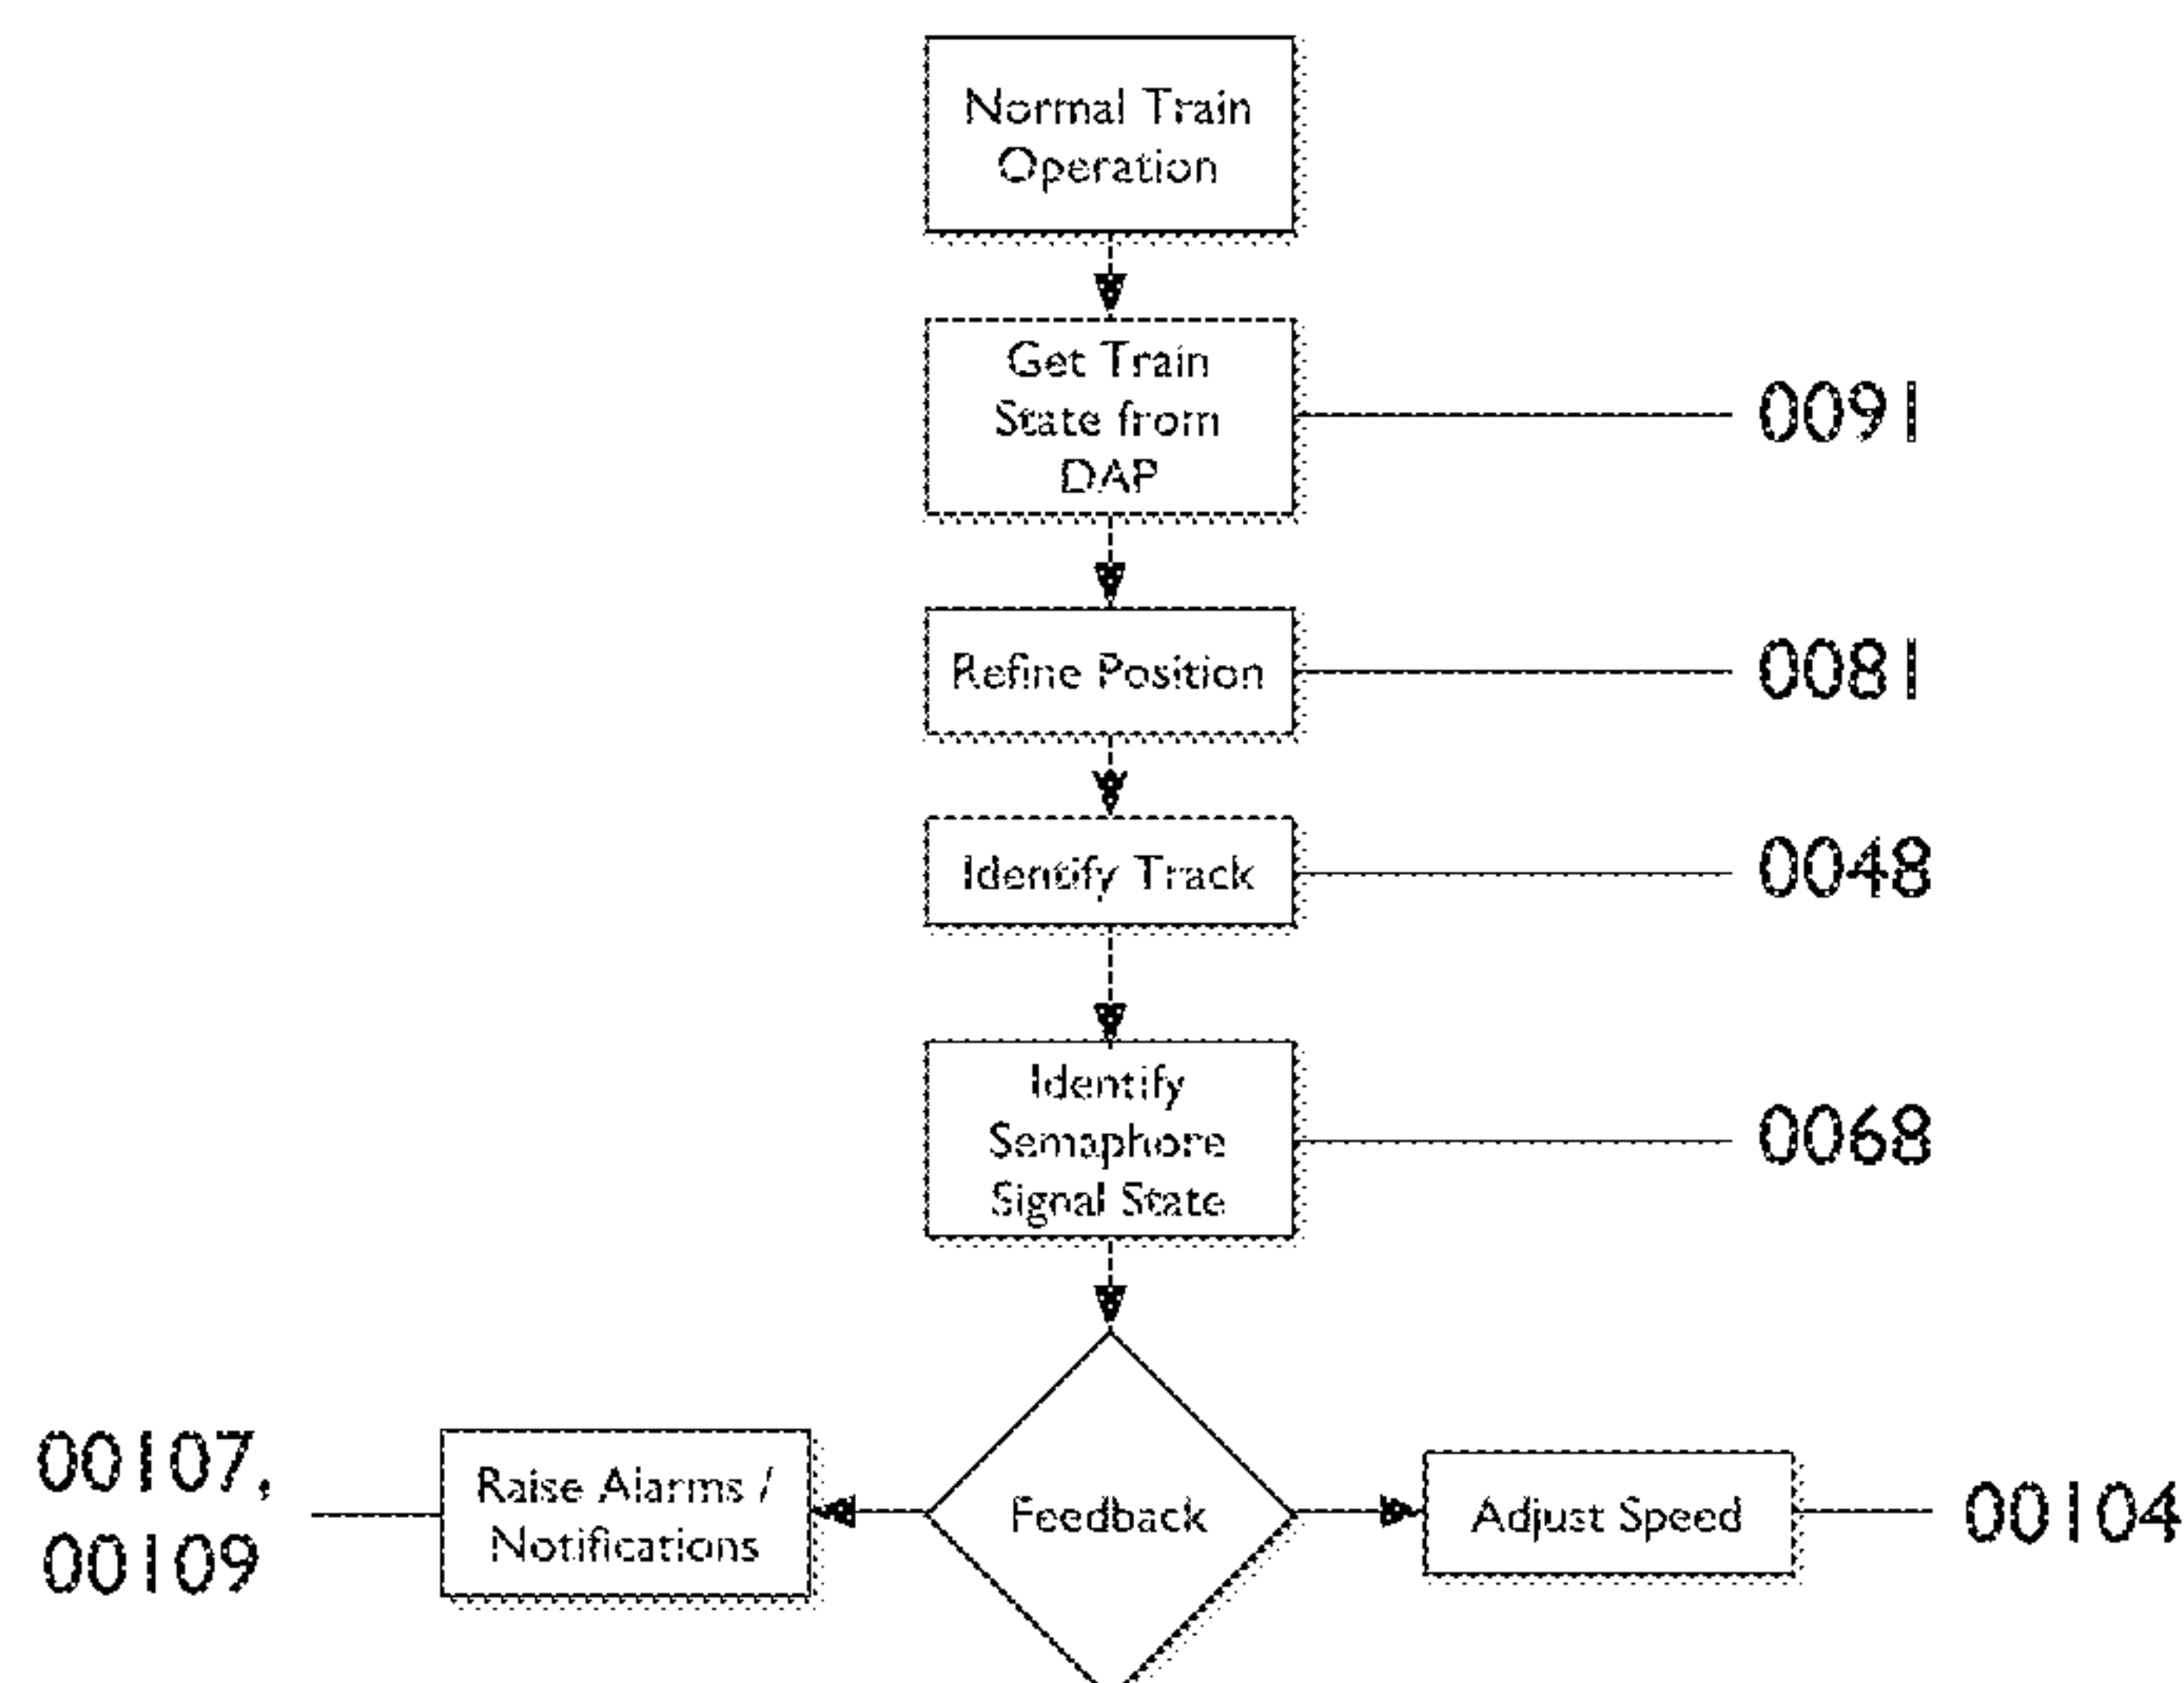 Normal Train
Operation
Get Train
State from
DAP
0091
Refine Position
0081
Identify Track
0048
Identify
Semaphore
Signal State
0068
00107,
00109
Raise Alarms /
Notifications
Feedback
Adjust Speed
00104